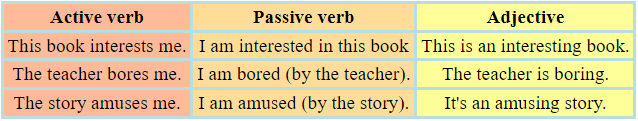 Active verb Passive verb Adjective
This book interests me. I am interested in this book This is an interesting book.
The teacher bores me. I am bored (by the teacher). The teacher is boring.
The story amuses me. I am amused (by the story). It's an amusing story.